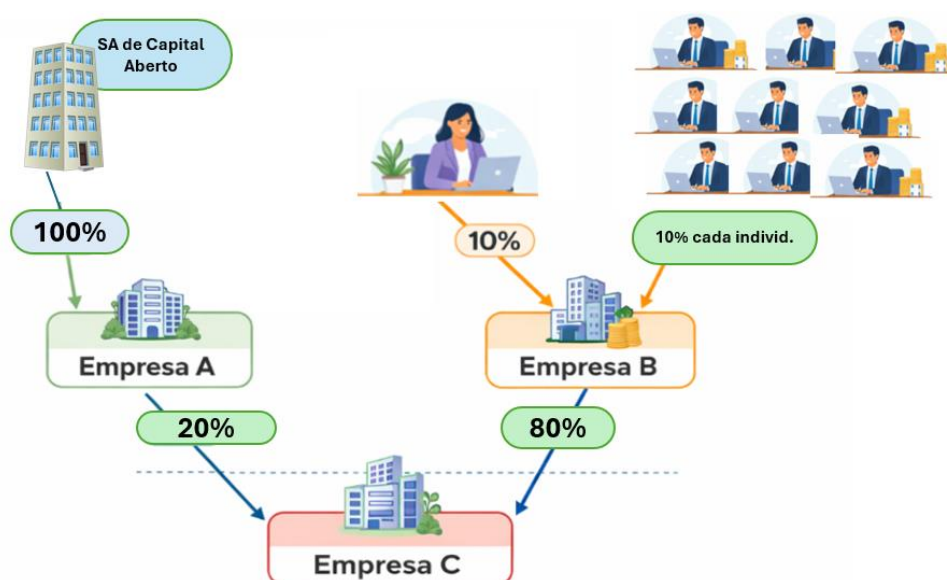 SA de Capital
Aberto
100%
10%
10% cada individ.
Empresa A
Empresa B
20%
80%
Empresa C